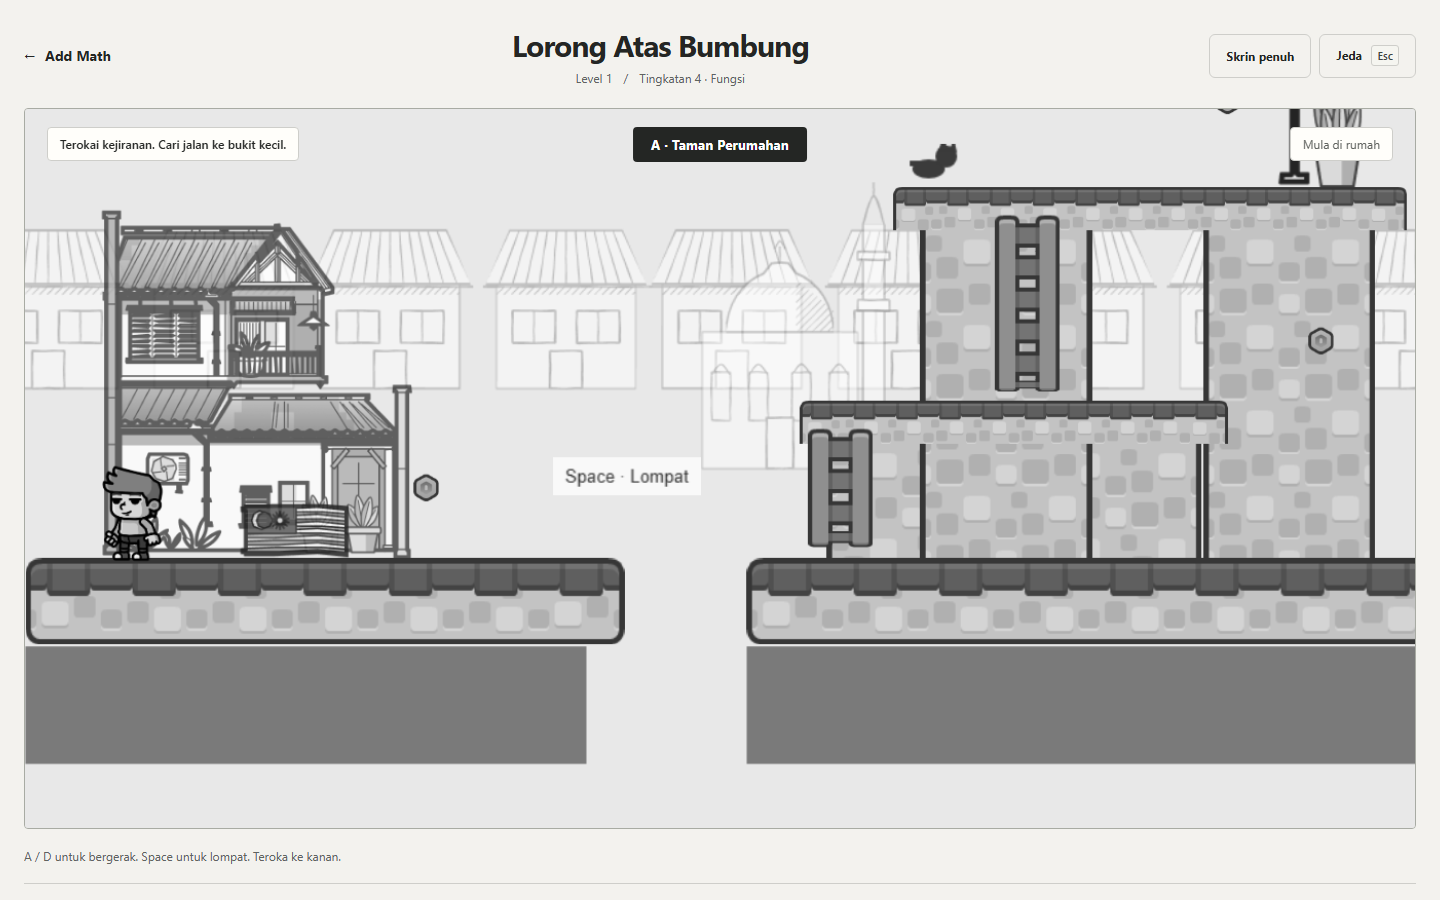 ← Add Math
Lorong Atas Bumbung
Level 1 / Tingkatan 4 · Fungsi
Skrin penuh
Jeda Esc
Terokai kejiranan. Cari jalan ke bukit kecil.
A · Taman Perumahan
Mula di rumah
Space · Lompat
A / D untuk bergerak. Space untuk lompat. Teroka ke kanan.